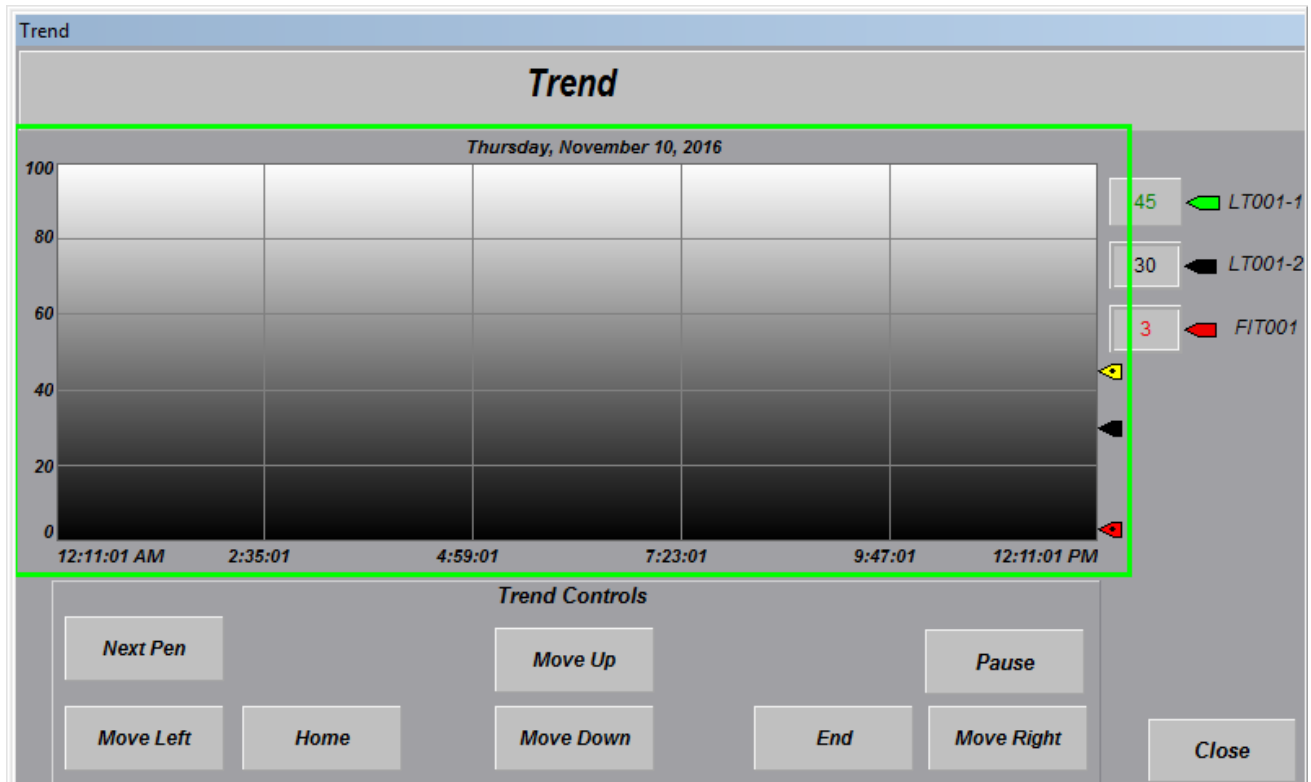 Trend
Trend
Thursday, November 10, 2016
100
80
60
40
20
0
12:11:01 AM 2:35:01 4:59:01 7:23:01 9:47:01 12:11:01 PM
45 LT001-1
30 LT001-2
3 FIT001
Trend Controls
Next Pen Move Up Pause
Move Left Home Move Down End Move Right Close